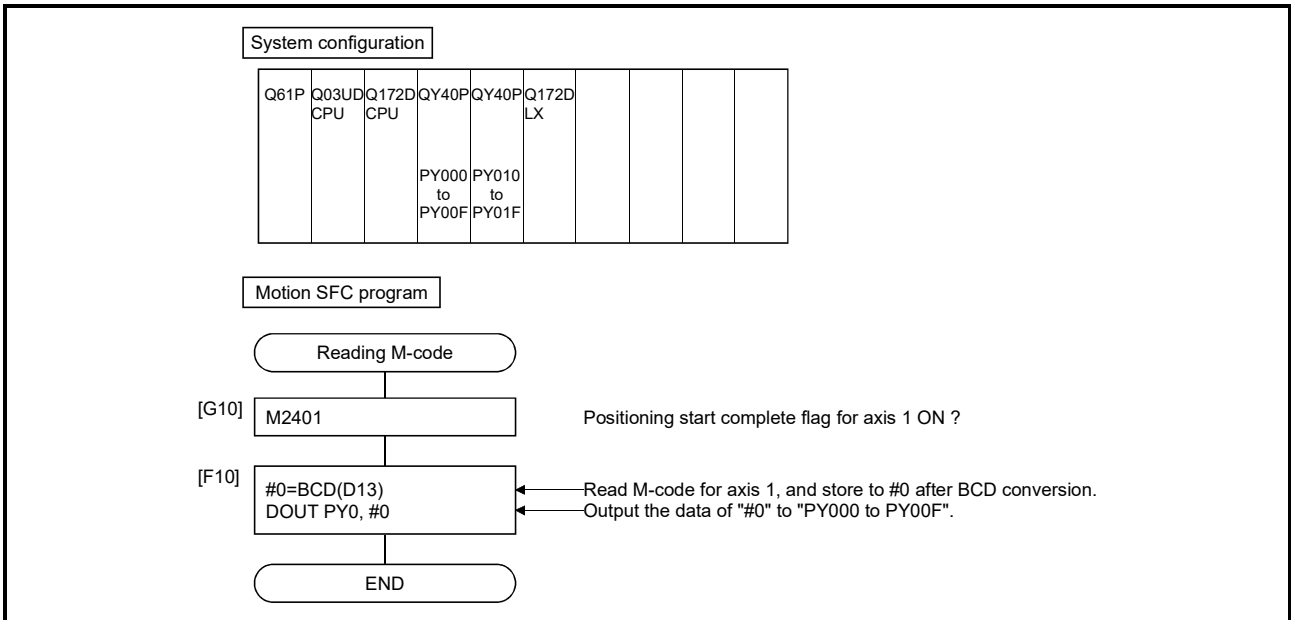 System configuration
Q61P Q03UD Q172D QY40P QY40P Q172D
CPU CPU LX
PY000 PY010
to to
PY00F PY01F
Motion SFC program
Reading M-code
[G10] M2401 Positioning start complete flag for axis 1 ON ?
[F10]
#0=BCD(D13) Read M-code for axis 1, and store to #0 after BCD conversion.
DOUT PY0, #0 Output the data of "#0" to "PY000 to PY00F".
END